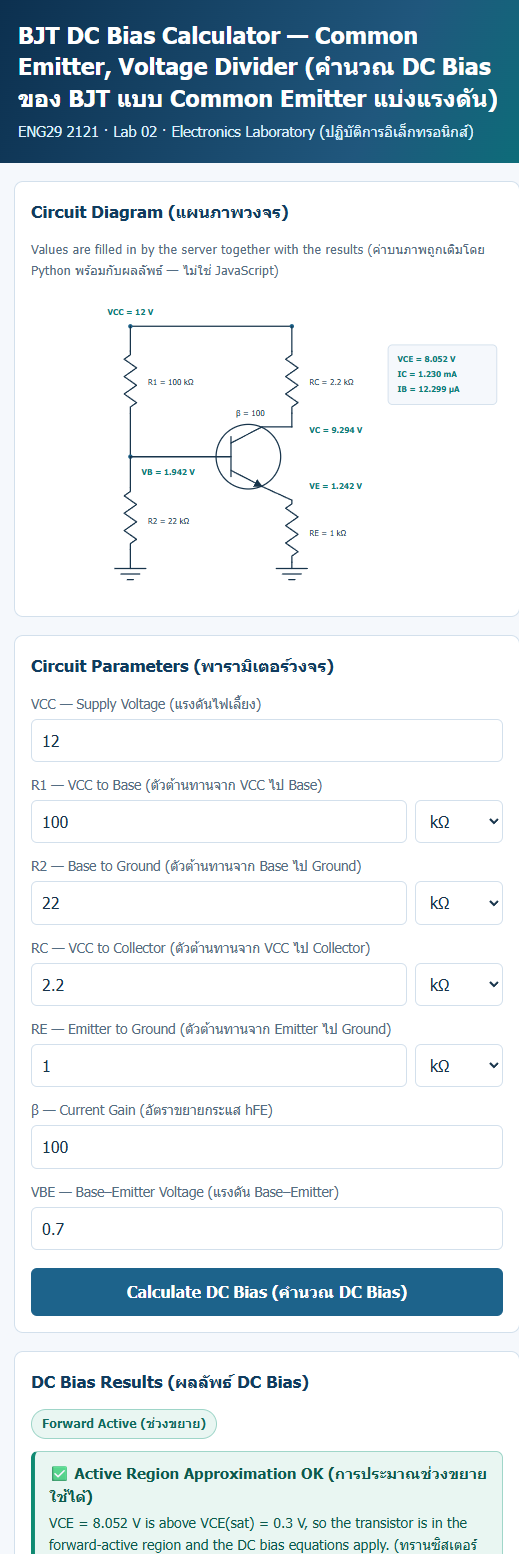 BJT DC Bias Calculator — Common
Emitter, Voltage Divider (คำนวณ DC Bias
ของ BJT แบบ Common Emitter แบ่งแรงดัน)
ENG29 2121 · Lab 02 · Electronics Laboratory (ปฏิบัติการอิเล็กทรอนิกส์)
Circuit Diagram (แผนภาพวงจร)
Values are filled in by the server together with the results (ค่าบนภาพถูกเติมโดย
Python พร้อมกับผลลัพธ์ — ไม่ใช่ JavaScript)
VCC = 12 V
R1 = 100 kΩ
RC = 2.2 kΩ
VCE = 8.052 V
IC = 1.230 mA
IB = 12.299 µA
β = 100
VC = 9.294 V
VB = 1.942 V
VE = 1.242 V
R2 = 22 kΩ
RE = 1 kΩ
Circuit Parameters (พารามิเตอร์วงจร)
VCC — Supply Voltage (แรงดันไฟเลี้ยง)
12
R1 — VCC to Base (ตัวต้านทานจาก VCC ไป Base)
100 kΩ
R2 — Base to Ground (ตัวต้านทานจาก Base ไป Ground)
22 kΩ
RC — VCC to Collector (ตัวต้านทานจาก VCC ไป Collector)
2.2 kΩ
RE — Emitter to Ground (ตัวต้านทานจาก Emitter ไป Ground)
1 kΩ
β — Current Gain (อัตราขยายกระแส hFE)
100
VBE — Base–Emitter Voltage (แรงดัน Base–Emitter)
0.7
Calculate DC Bias (คำนวณ DC Bias)
DC Bias Results (ผลลัพธ์ DC Bias)
Forward Active (ช่วงขยาย)
✅ Active Region Approximation OK (การประมาณช่วงขยาย
ใช้ได้)
VCE = 8.052 V is above VCE(sat) = 0.3 V, so the transistor is in the
forward-active region and the DC bias equations apply. (ทรานซิสเตอร์